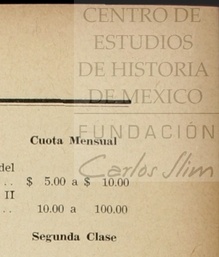 CENTRO DE
ESTUDIOS
DE HISTORIA
DE MÉXICO
FUNDACIÓN
Carlos Slim
Cuota Mensual
del
.. $ 5.00 a $ 10.00
II
.. 10.00 a 100.00
Segunda Clase